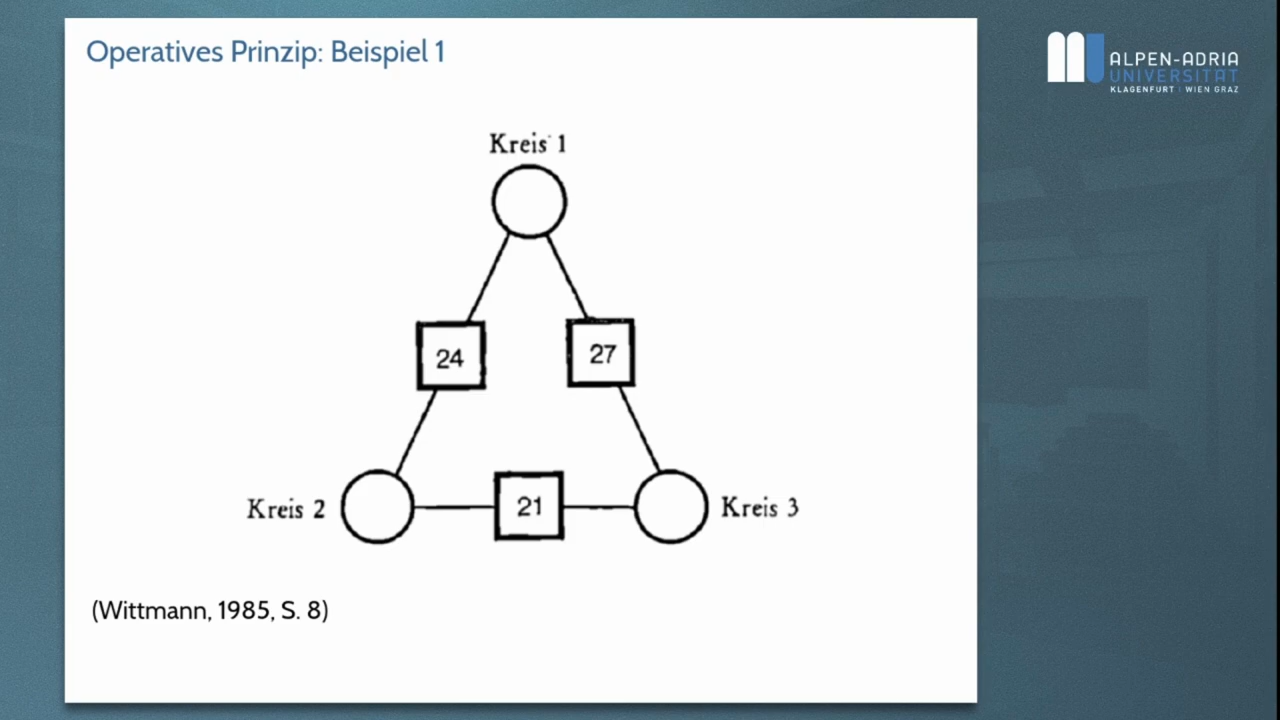 Operatives Prinzip: Beispiel 1
ALPEN-ADRIA
UNIVERSITÄT
KLAGENFURT | WIEN GRAZ
Kreis 1
24
27
Kreis 2
21
Kreis 3
(Wittmann, 1985, S. 8)